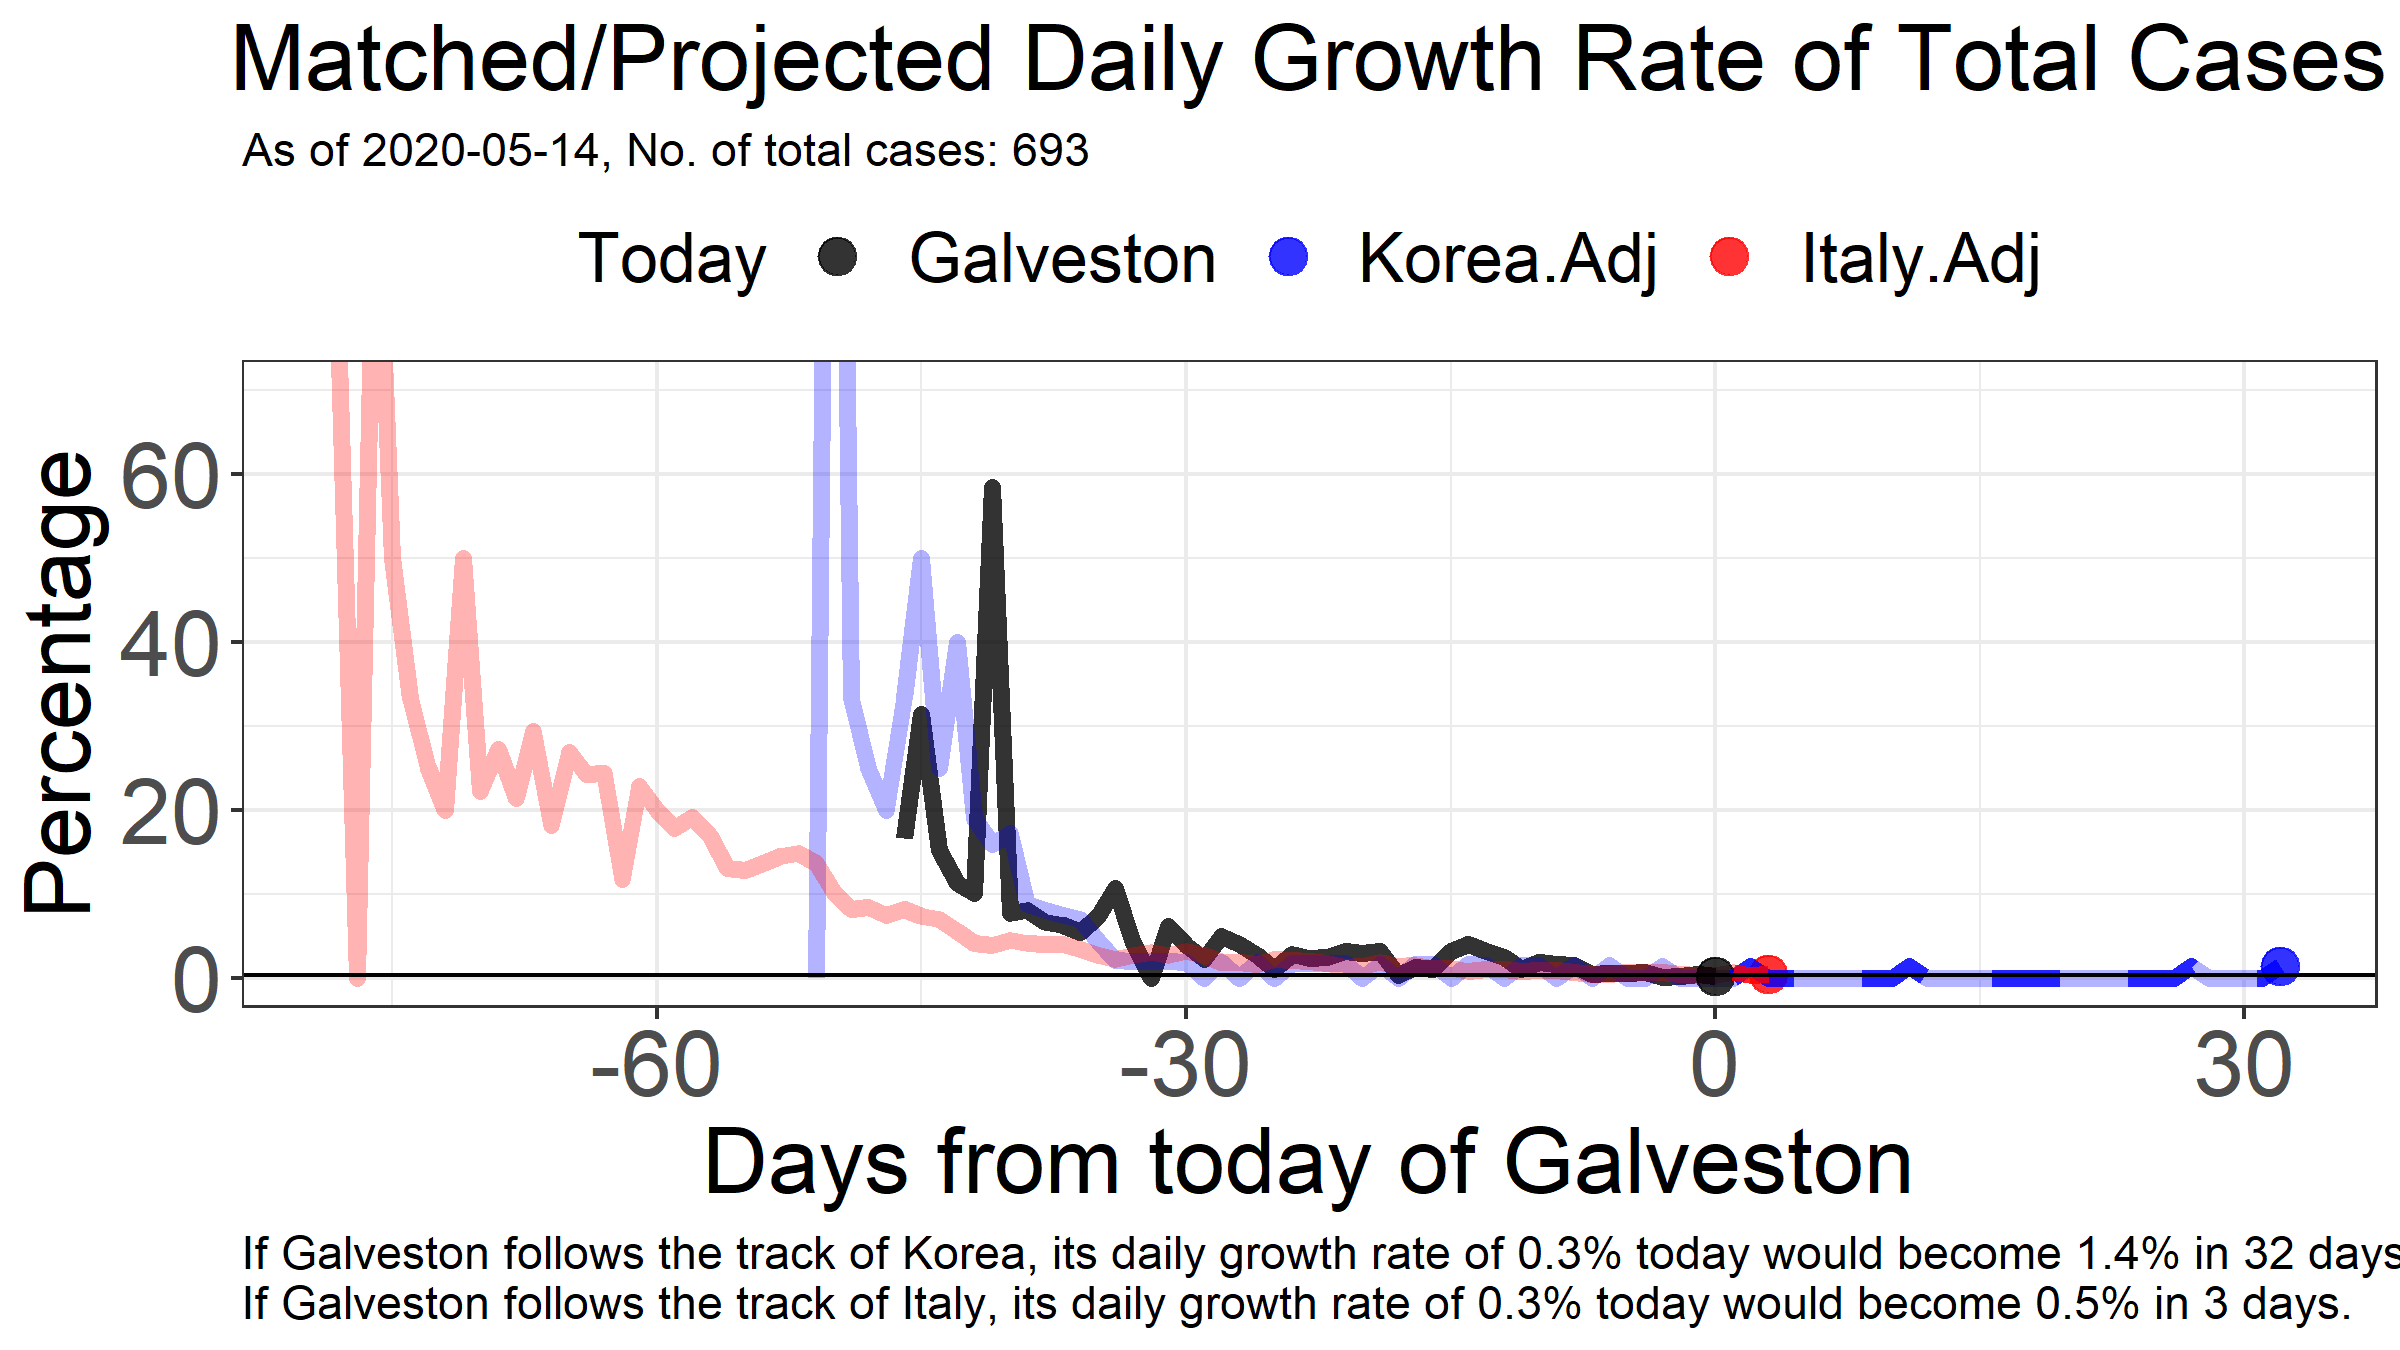 Matched/Projected Daily Growth Rate of Total Cases
As of 2020-05-14, No. of total cases: 693
Today Galveston Korea.Adj Italy.Adj
Percentage
60
40
20
0
-60 -30 0 30
Days from today of Galveston
If Galveston follows the track of Korea, its daily growth rate of 0.3% today would become 1.4% in 32 days
If Galveston follows the track of Italy, its daily growth rate of 0.3% today would become 0.5% in 3 days.